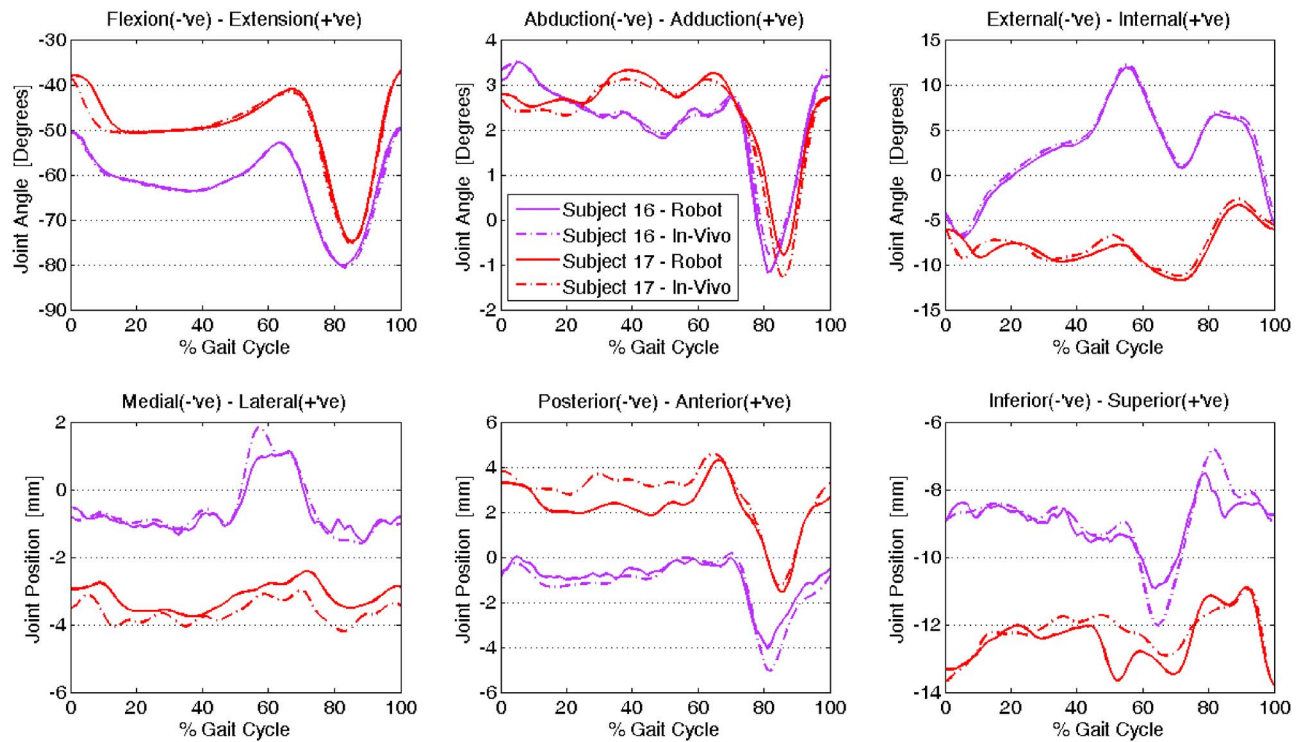 Flexion(-'ve) - Extension(+'ve)
Abduction(-'ve) - Adduction(+'ve)
External(-'ve) - Internal(+'ve)
-30
-40
-50
-60
-70
-80
-90
Joint Angle [Degrees]
0 20 40 60 80 100
% Gait Cycle
4
3
2
1
0
-1
-2
Joint Angle [Degrees]
Subject 16 - Robot
Subject 16 - In-Vivo
Subject 17 - Robot
Subject 17 - In-Vivo
0 20 40 60 80 100
% Gait Cycle
15
10
5
0
-5
-10
-15
Joint Angle [Degrees]
0 20 40 60 80 100
% Gait Cycle
Medial(-'ve) - Lateral(+'ve)
Posterior(-'ve) - Anterior(+'ve)
Inferior(-'ve) - Superior(+'ve)
2
0
-2
-4
-6
Joint Position [mm]
0 20 40 60 80 100
% Gait Cycle
4
2
0
-2
-4
-6
Joint Position [mm]
0 20 40 60 80 100
% Gait Cycle
-6
-8
-10
-12
-14
Joint Position [mm]
0 20 40 60 80 100
% Gait Cycle